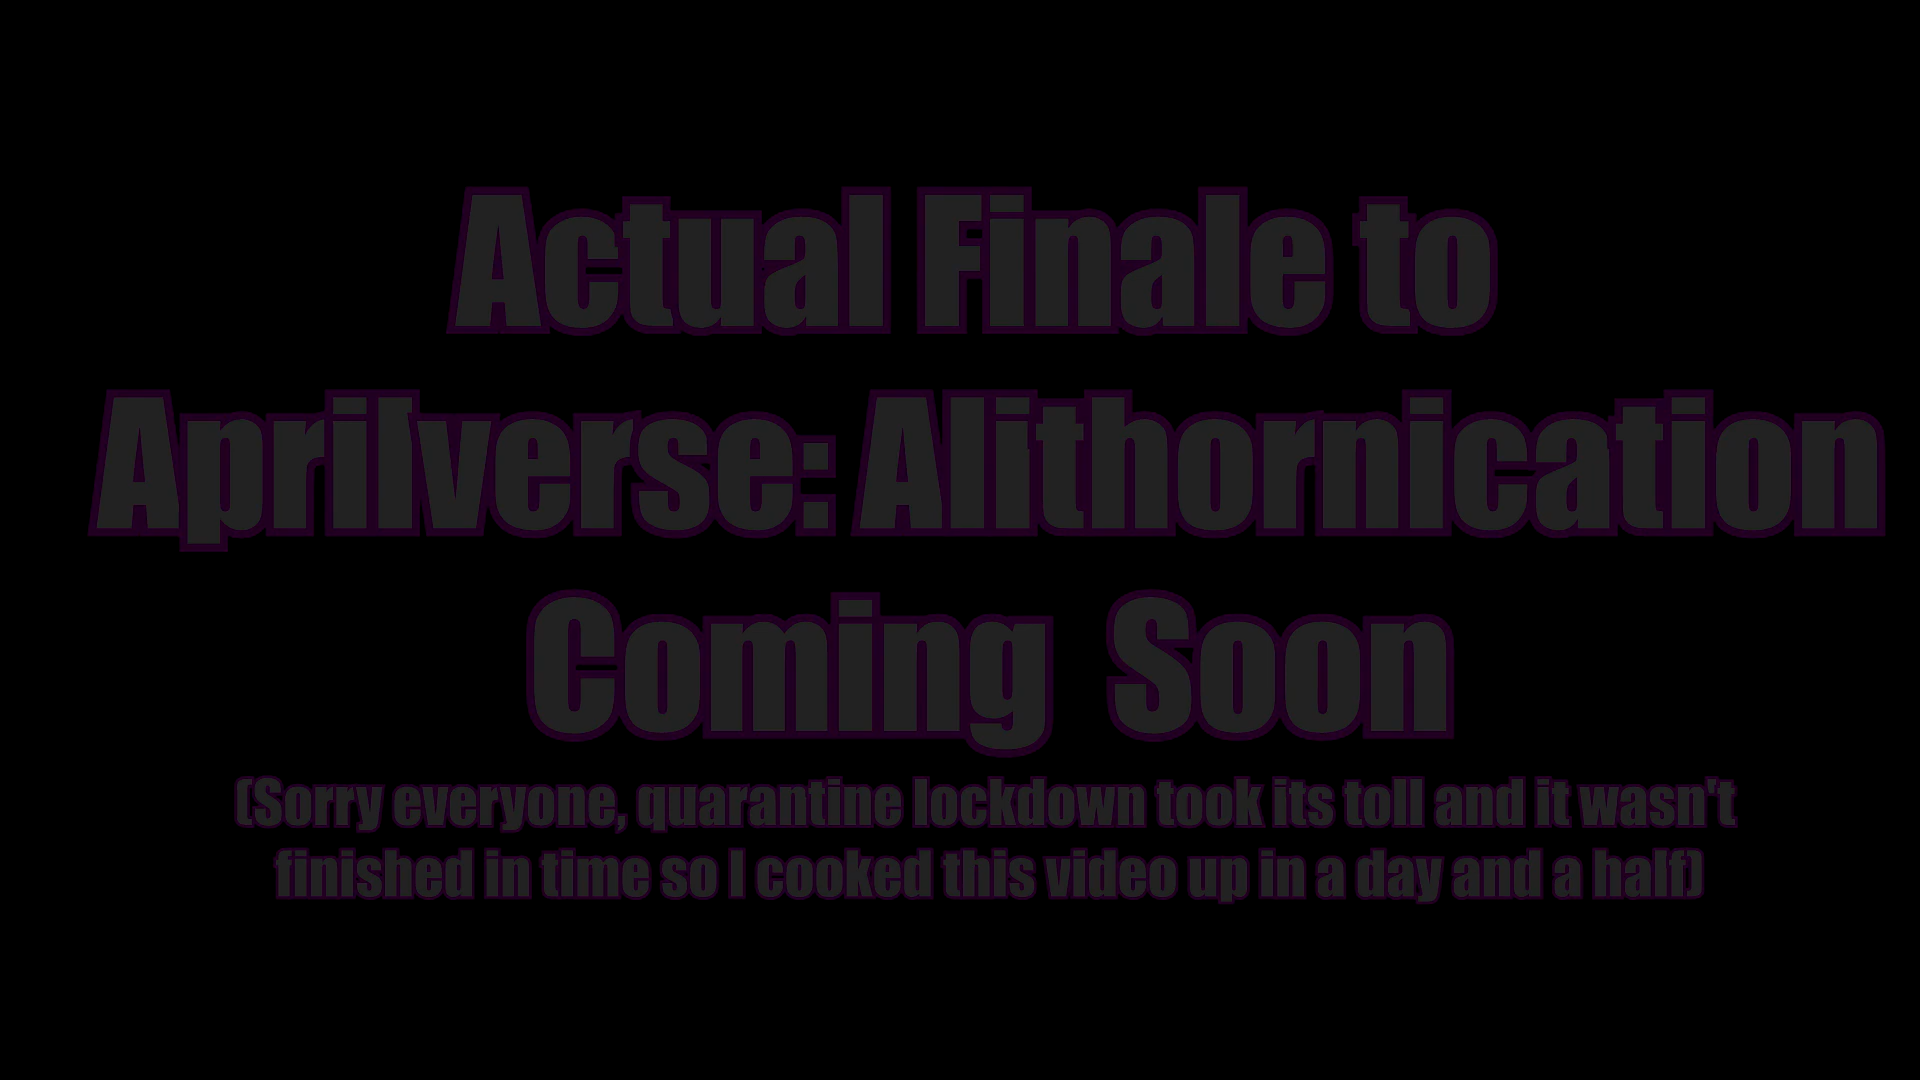 Actual Finale to
Aprilverse: Alithornication
Coming  Soon
(Sorry everyone, quarantine lockdown took its toll and it wasn't
finished in time so I cooked this video up in a day and a half)